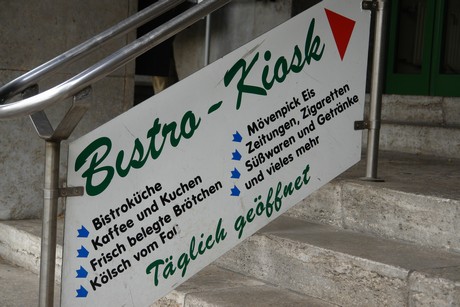 Bistro - Kiosk
Bistroküche
Kaffee und Kuchen
Frisch belegte Brötchen
Kölsch vom
Mövenpick Eis
Zeitungen, Zigaretten
Süßwaren und Getränke
und vieles mehr
Täglich geöffnet